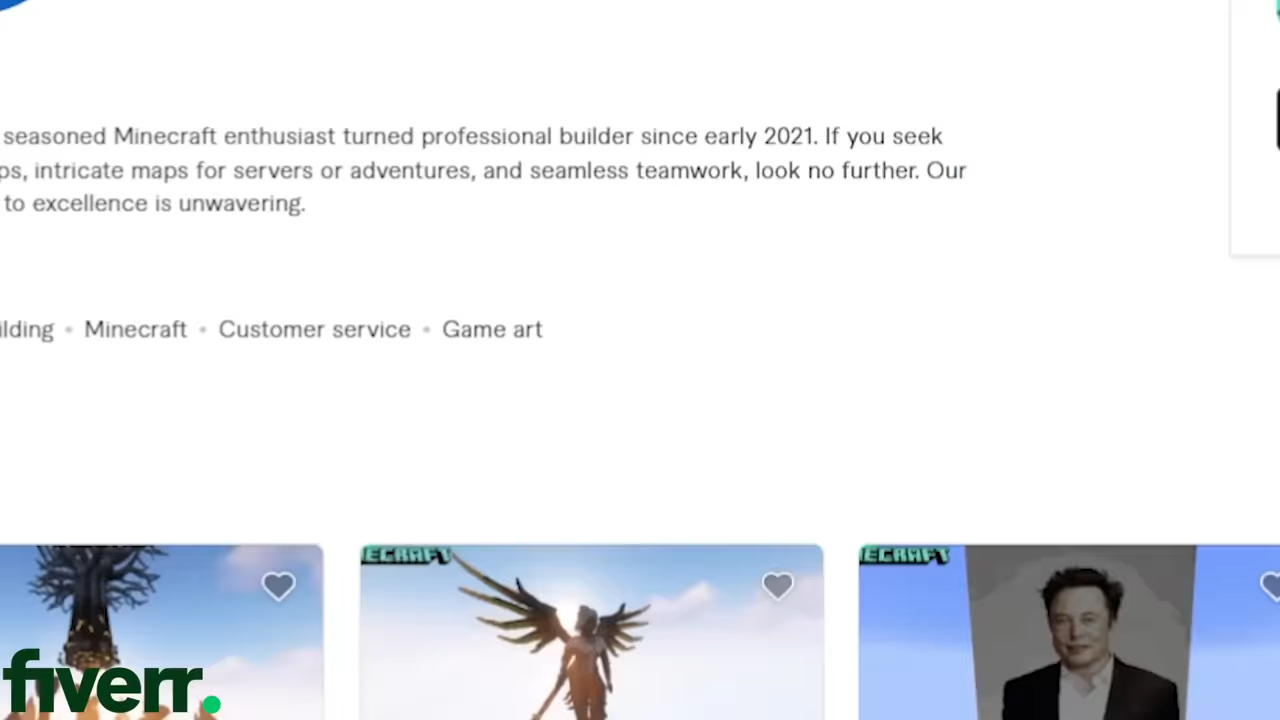 seasoned Minecraft enthusiast turned professional builder since early 2021. If you seek
ps, intricate maps for servers or adventures, and seamless teamwork, look no further. Our
to excellence is unwavering.
ilding • Minecraft • Customer service • Game art
ECRAFT
ECRAFT
fiverr.